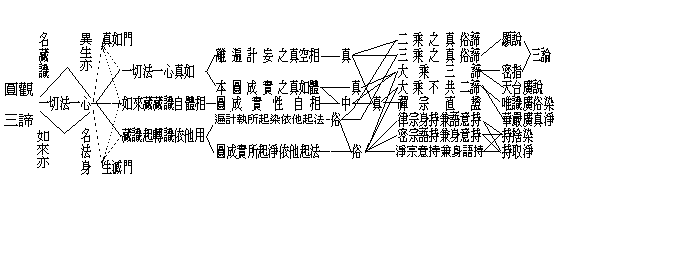 圓觀
三諦
名藏識
一切法一心
如來亦
異生亦
名法身
真如門
一切法一心真如
如來藏藏識自體相
藏識起轉識依他用
生滅門
離遍計妄之真空相
本圓成實之真如體
圓成實性自相
遍計執所起染依他起法
圓成實所起淨依他起法
真
真
中
俗
俗
真
二乘之真俗諦
三乘之真俗諦
大乘三諦
大乘不共二諦
禪宗直證
律宗身持兼語意持
密宗語持兼身意持
淨宗意持兼身語持
顯說
密指
三論
天台廣說
唯識廣俗染
華嚴廣真淨
持捨染
持取淨